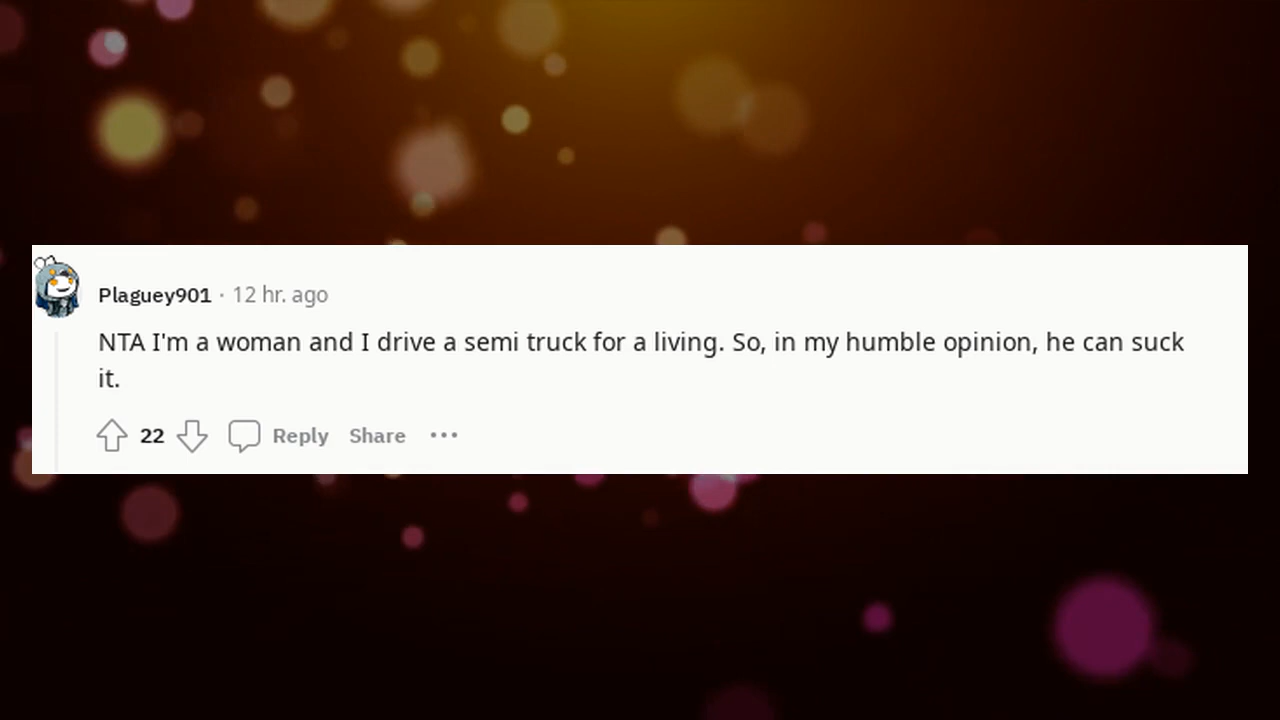 Plaguey901 · 12 hr. ago
NTA I'm a woman and I drive a semi truck for a living. So, in my humble opinion, he can suck
it.
22 Reply Share ···